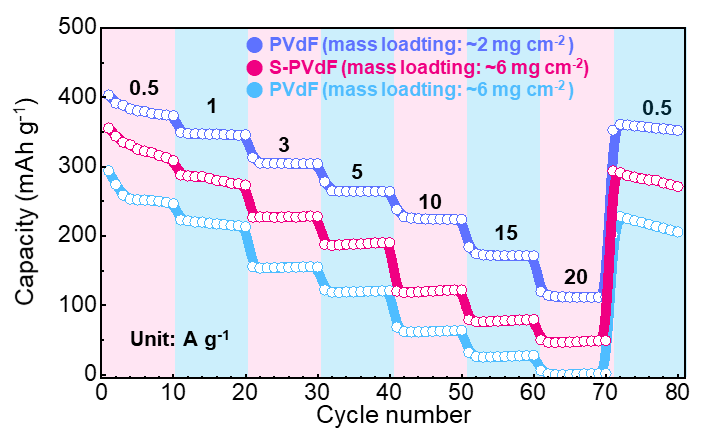 500
400
300
200
100
0
Capacity (mAh g⁻¹)
PVdF (mass loadting: ~2 mg cm⁻²)
S-PVdF (mass loadting: ~6 mg cm⁻²)
PVdF (mass loadting: ~6 mg cm⁻²)
0.5
1
3
5
10
15
20
0.5
Unit: A g⁻¹
0 10 20 30 40 50 60 70 80
Cycle number